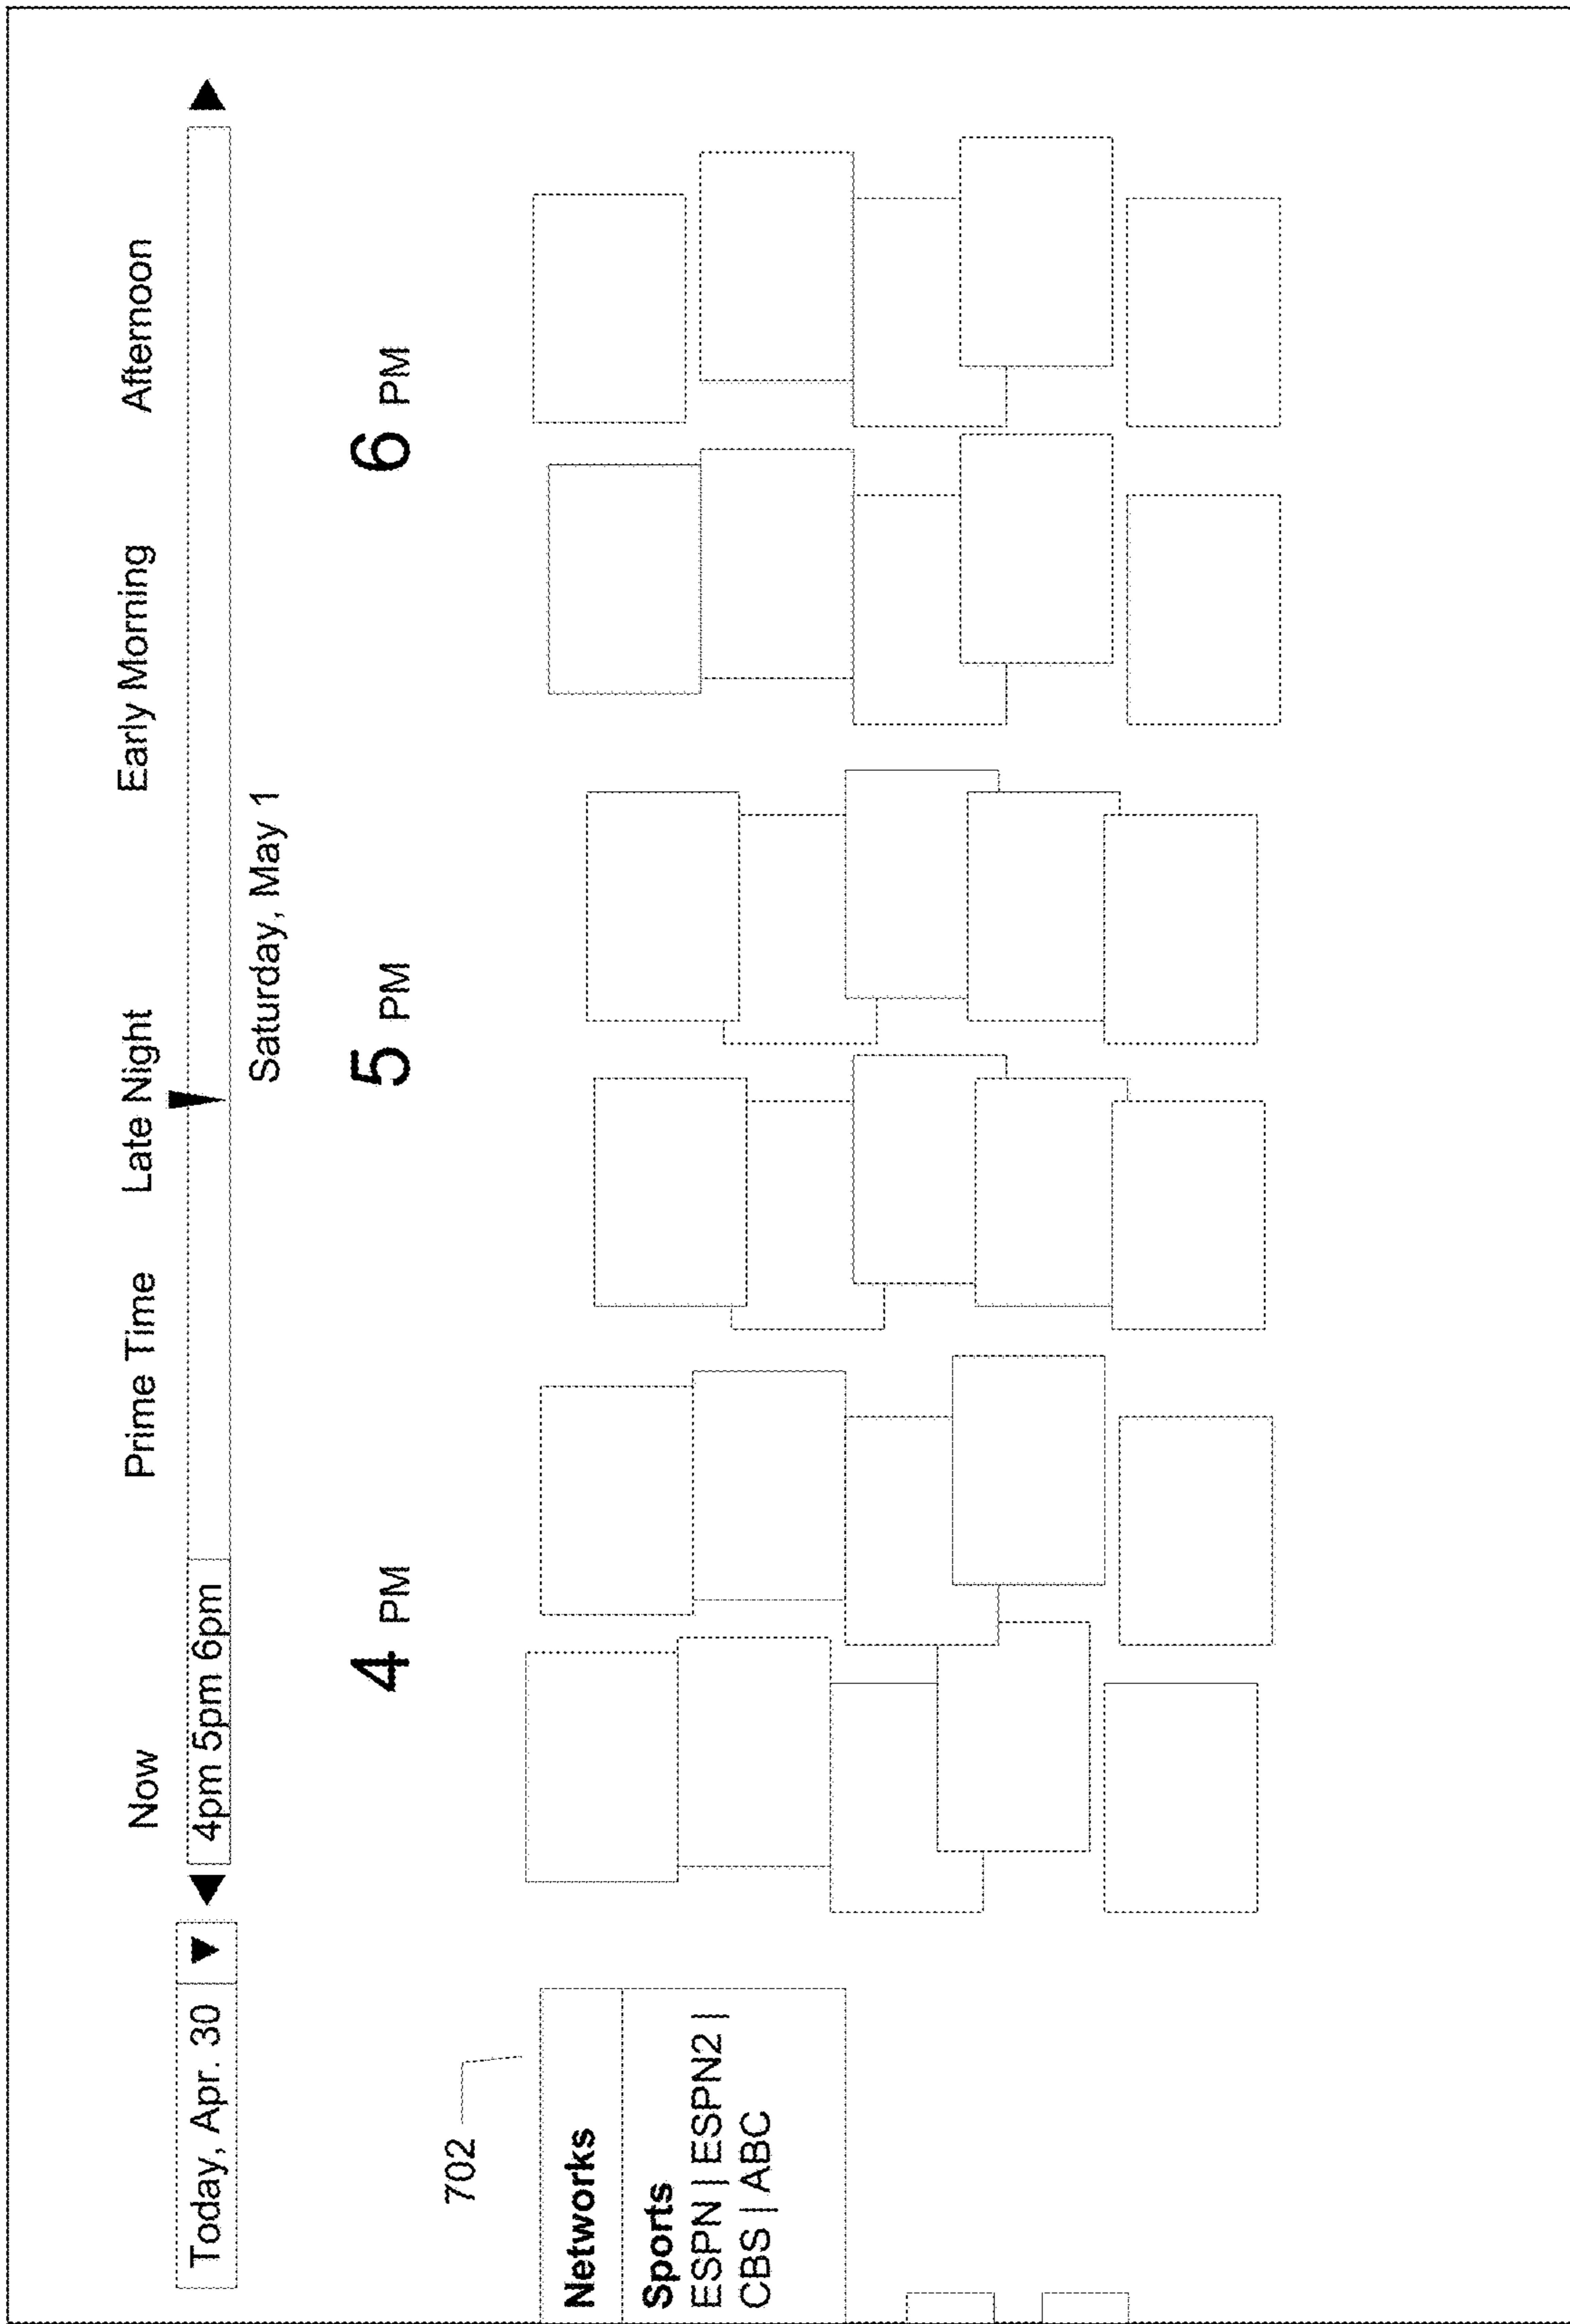 Now Prime Time Late Night Early Morning Afternoon
Today, Apr. 30 4pm 5pm 6pm
Saturday, May 1
4 PM 5 PM 6 PM
702
Networks
Sports
ESPN | ESPN2 |
CBS | ABC